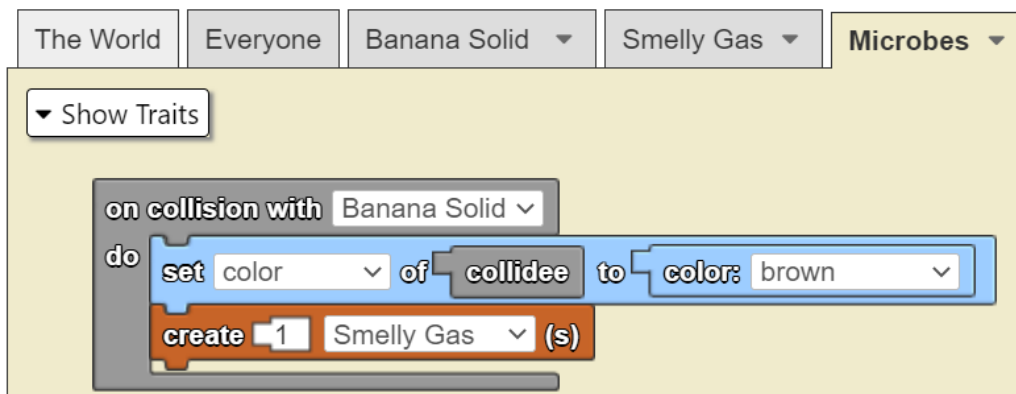 The World Everyone Banana Solid Smelly Gas Microbes
Show Traits
on collision with Banana Solid
do set color of collidee to color: brown
create 1 Smelly Gas (s)